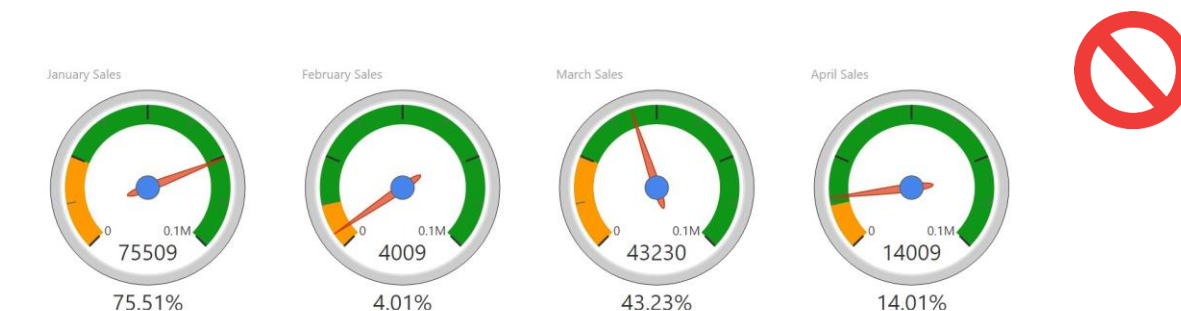 January Sales
February Sales
March Sales
April Sales
0 0.1M
75509
0 0.1M
4009
0 0.1M
43230
0 0.1M
14009
75.51%
4.01%
43.23%
14.01%